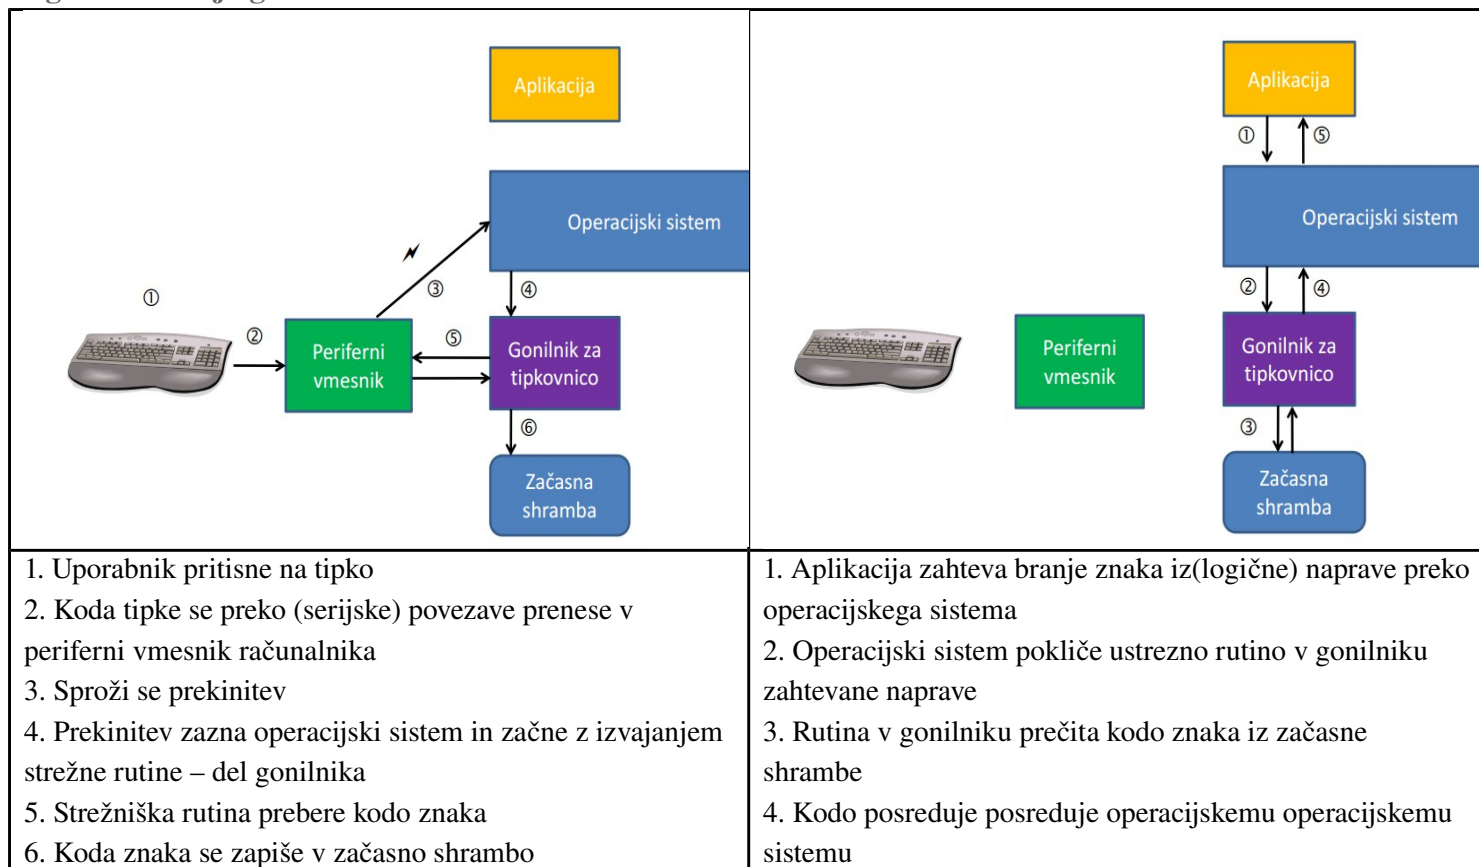 Aplikacija
Operacijski sistem
③
④
①
②
⑤
Periferni
vmesnik
Gonilnik za
tipkovnico
⑥
Začasna
shramba
Aplikacija
①
⑤
Operacijski sistem
②
④
Periferni
vmesnik
Gonilnik za
tipkovnico
③
Začasna
shramba
1. Uporabnik pritisne na tipko
2. Koda tipke se preko (serijske) povezave prenese v
periferni vmesnik računalnika
3. Sproži se prekinitev
4. Prekinitev zazna operacijski sistem in začne z izvajanjem
strežne rutine – del gonilnika
5. Strežniška rutina prebere kodo znaka
6. Koda znaka se zapiše v začasno shrambo
1. Aplikacija zahteva branje znaka iz(logične) naprave preko
operacijskega sistema
2. Operacijski sistem pokliče ustrezno rutino v gonilniku
zahtevane naprave
3. Rutina v gonilniku prečita kodo znaka iz začasne
shrambe
4. Kodo posreduje posreduje operacijskemu operacijskemu
sistemu